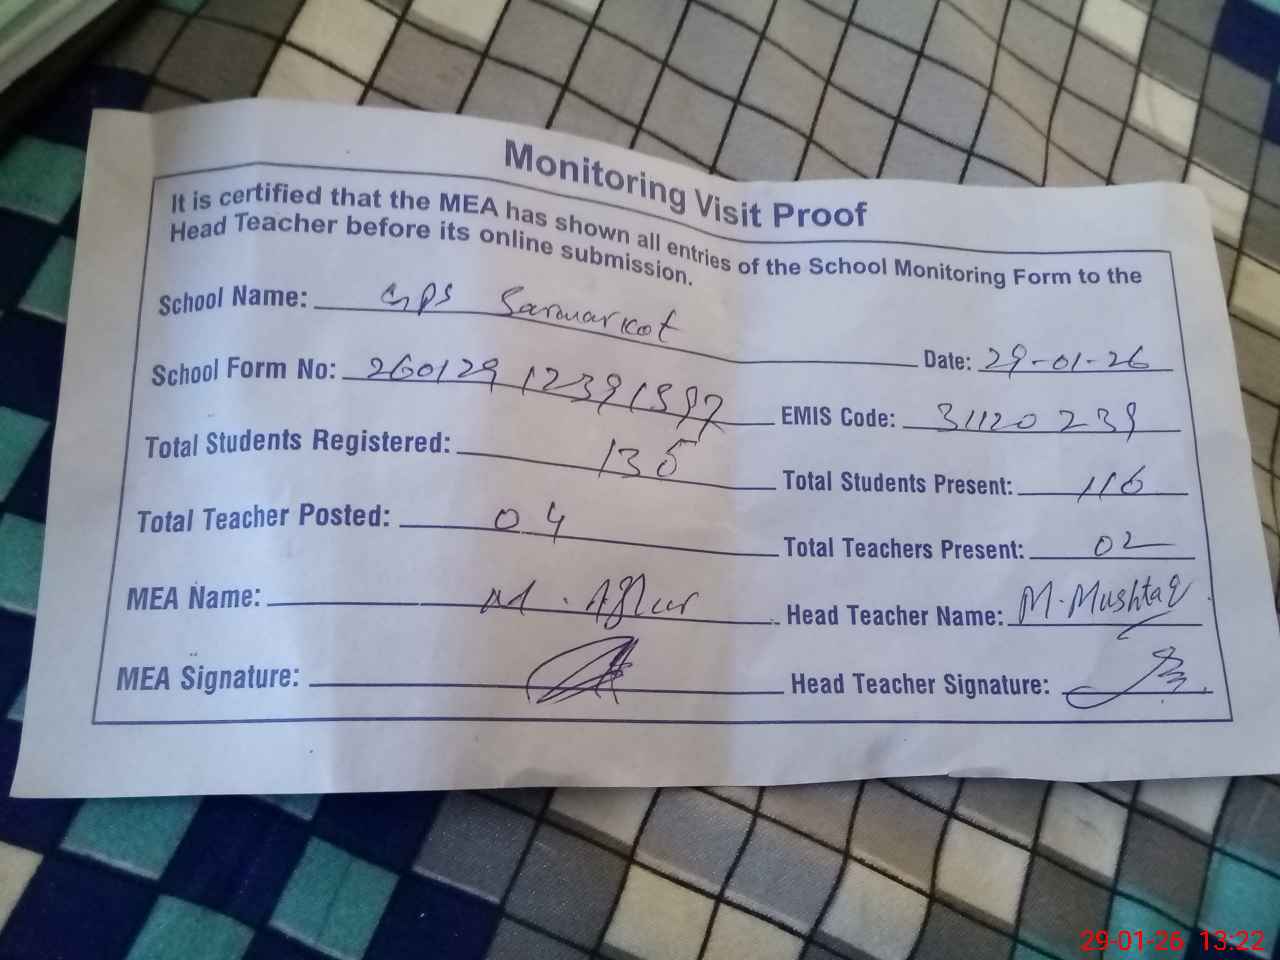 Monitoring Visit Proof
It is certified that the MEA has shown all entries of the School Monitoring Form to the
Head Teacher before its online submission.
School Name: GPS Sarwarkot
Date: 29-01-26
School Form No: 260129 12391597
EMIS Code: 31120239
Total Students Registered: 135
Total Students Present: 116
Total Teacher Posted: 04
Total Teachers Present: 02
MEA Name: M.
Head Teacher Name: M. Mushtaq
MEA Signature:
Head Teacher Signature:
29-01-26 13:22